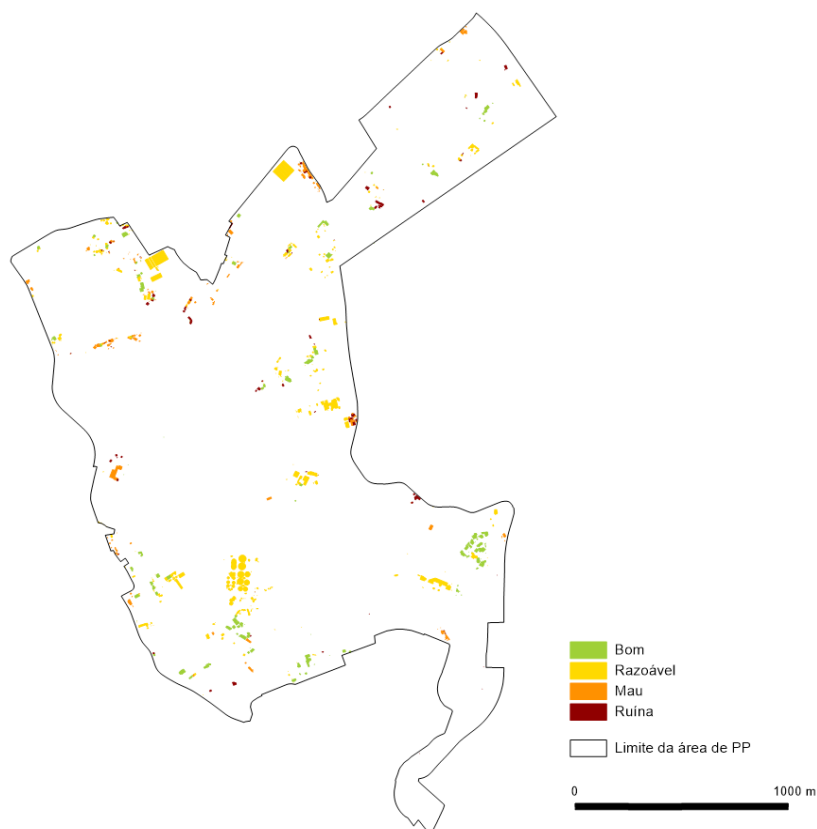 Bom
Razoável
Mau
Ruína
Limite da área de PP
0 1000 m